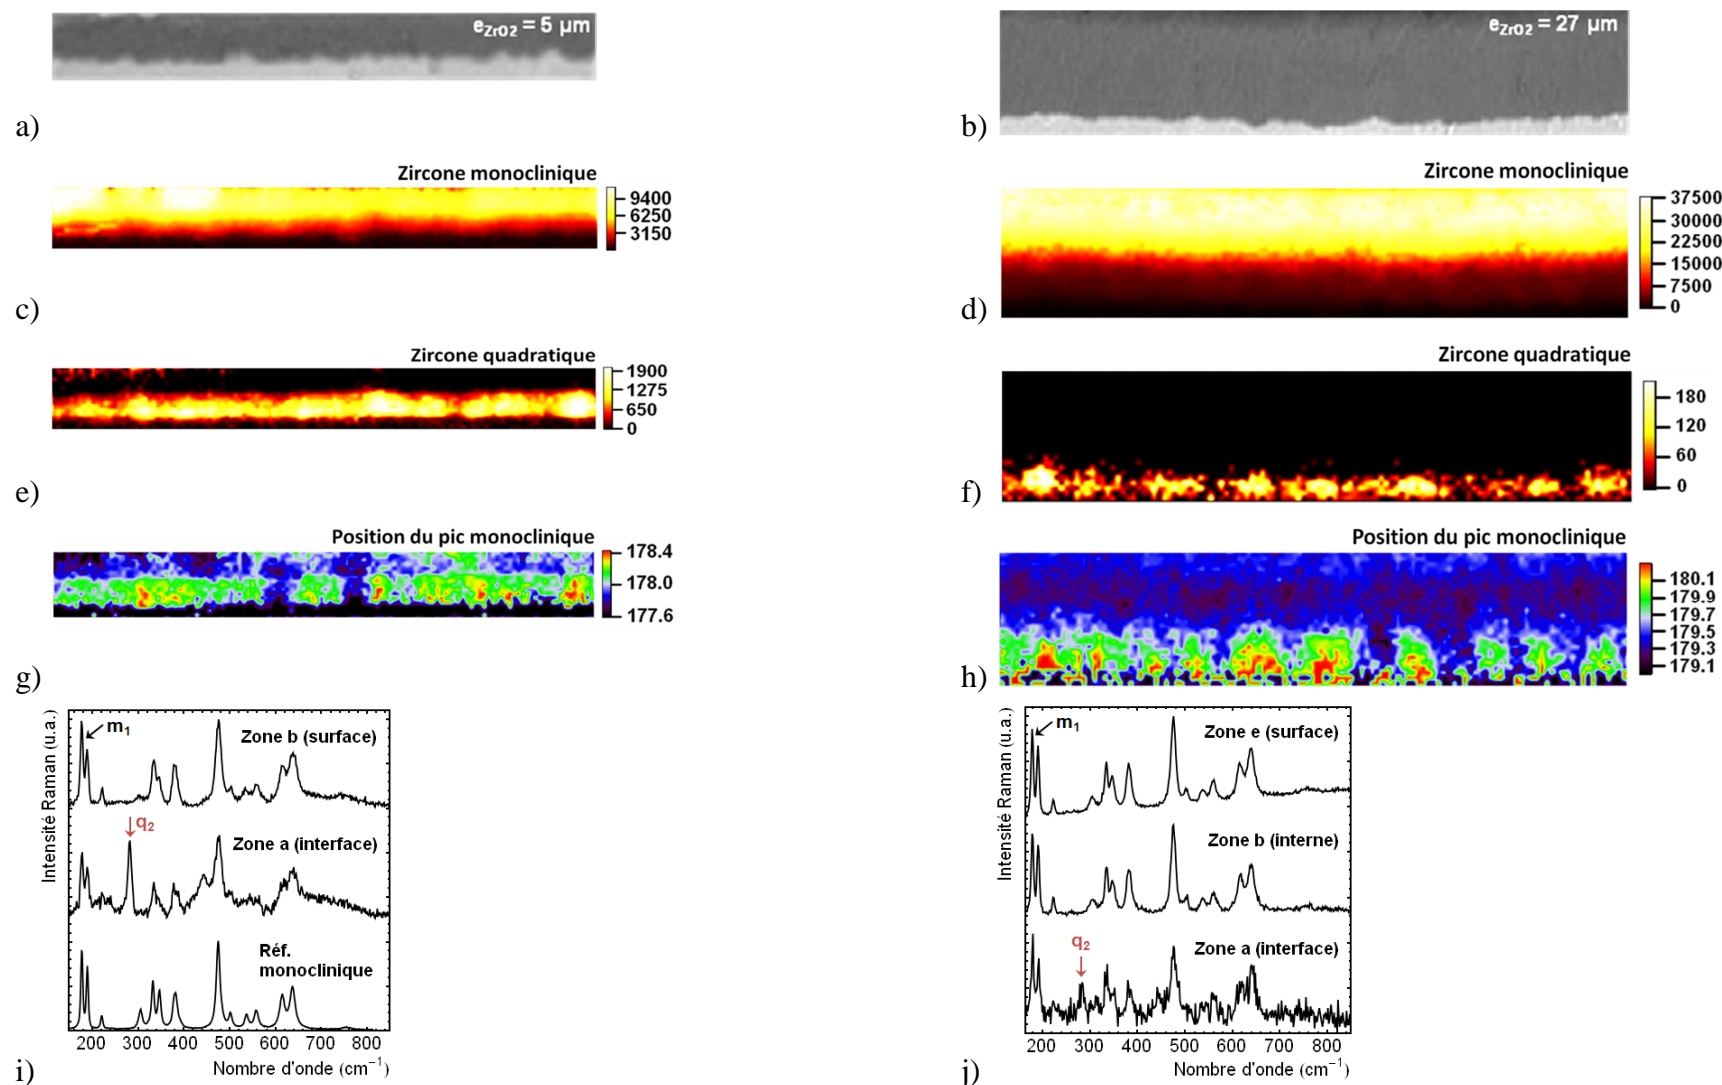 e_ZrO2 = 5 µm
a)
e_ZrO2 = 27 µm
b)
Zircone monoclinique
9400
6250
3150
c)
Zircone monoclinique
37500
30000
22500
15000
7500
0
d)
Zircone quadratique
1900
1275
650
0
e)
Zircone quadratique
180
120
60
0
f)
Position du pic monoclinique
178.4
178.0
177.6
g)
Position du pic monoclinique
180.1
179.9
179.7
179.5
179.3
179.1
h)
Intensité Raman (u.a.)
m1
Zone b (surface)
q2
Zone a (interface)
Réf.
monoclinique
200 300 400 500 600 700 800
Nombre d'onde (cm−1)
i)
Intensité Raman (u.a.)
m1
Zone e (surface)
Zone b (interne)
q2
Zone a (interface)
200 300 400 500 600 700 800
Nombre d'onde (cm−1)
j)